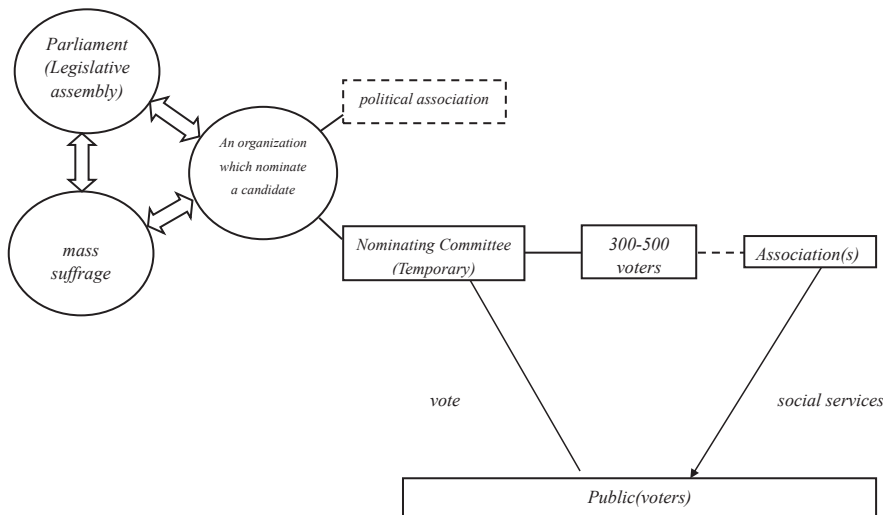 Parliament
(Legislative
assembly)
political association
An organization
which nominate
a candidate
mass
suffrage
Nominating Committee
(Temporary)
300-500
voters
Association(s)
vote
social services
Public(voters)